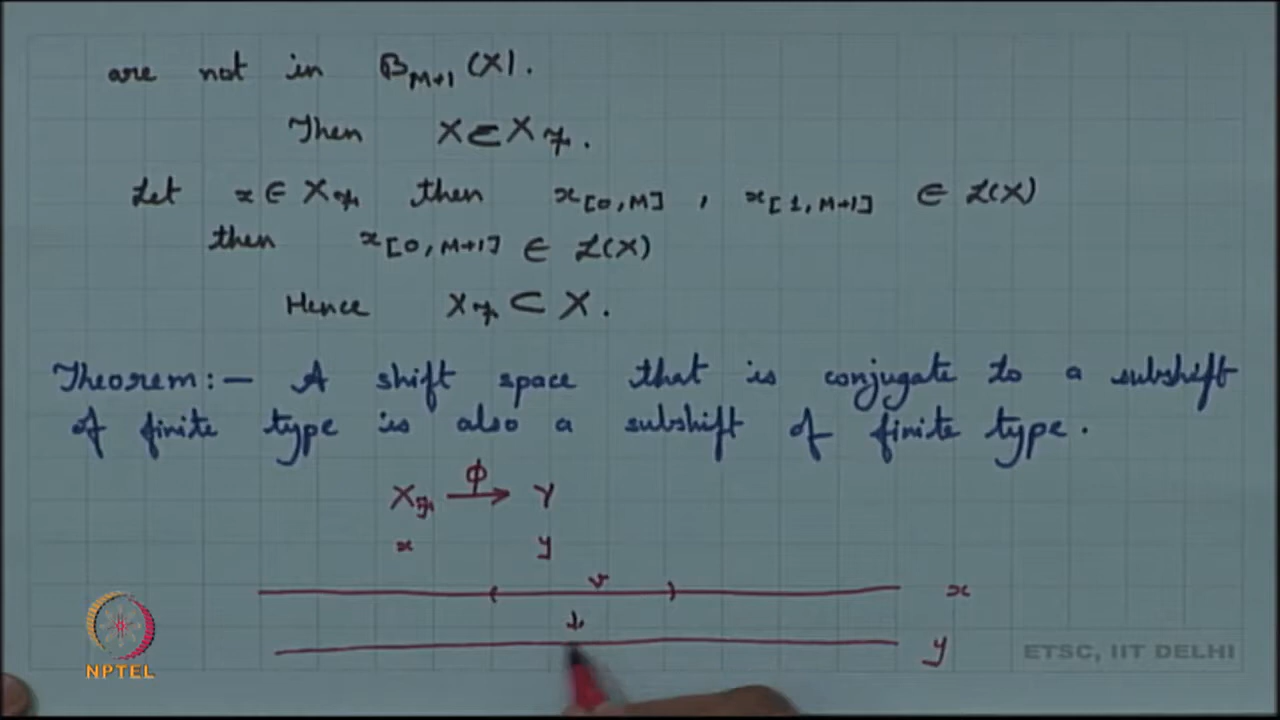 are not in B_{M+1}(X).
Then X ⊂ X_F.
Let x ∈ X_F then x_{[0,M]}, x_{[1,M+1]} ∈ L(X)
then x_{[0,M+1]} ∈ L(X)
Hence X_F ⊂ X.
Theorem:— A shift space that is conjugate to a subshift
of finite type is also a subshift of finite type.
X_F →^ϕ Y
x y
v x
↓
y
NPTEL
ETSC, IIT DELHI